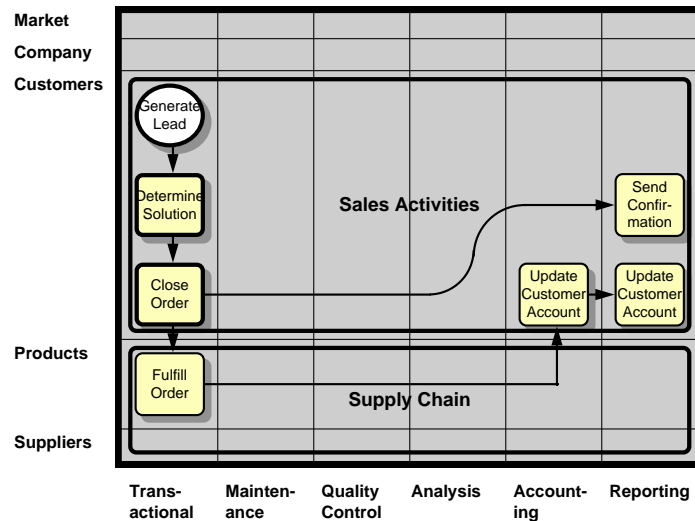 Market
Company
Customers
Generate
Lead
Determine
Solution
Sales Activities
Send
Confir-
mation
Close
Order
Update
Customer
Account
Update
Customer
Account
Products
Fulfill
Order
Supply Chain
Suppliers
Trans-
actional
Mainten-
ance
Quality
Control
Analysis
Account-
ing
Reporting